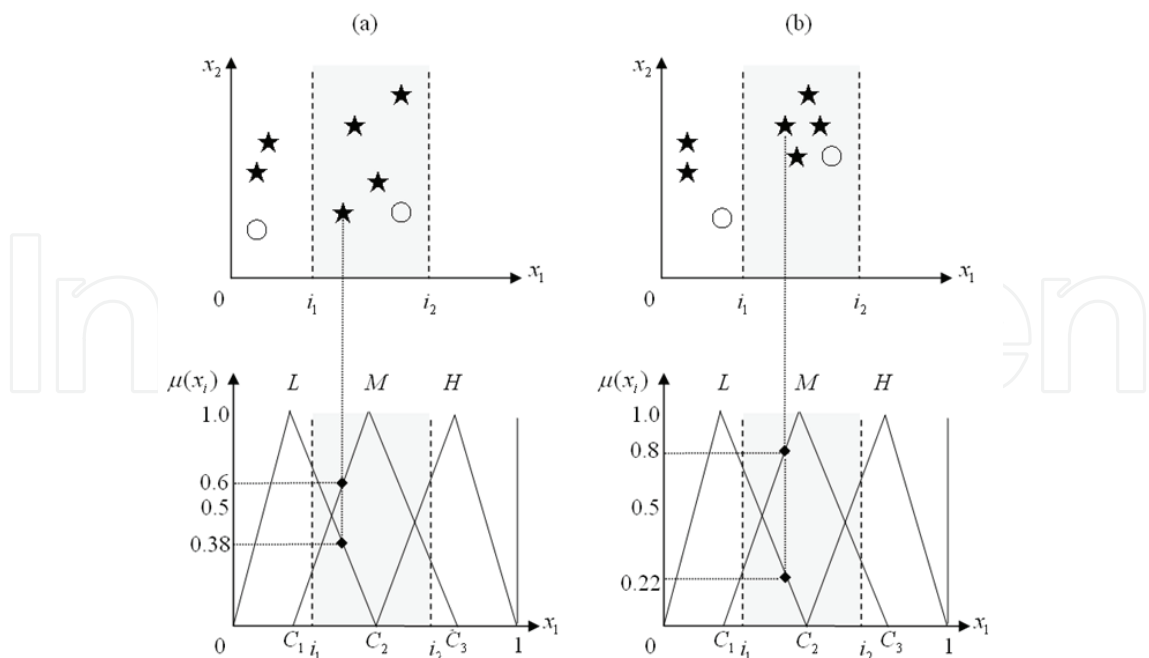 (a) (b)
x₂ x₂
0 i₁ i₂ x₁ 0 i₁ i₂ x₁
μ(xᵢ) L M H μ(xᵢ) L M H
1.0 1.0
0.8
0.6
0.5 0.5
0.38
0.22
0 C₁ i₁ C₂ i₂ C₃ 1 x₁ 0 C₁ i₁ C₂ i₂ C₃ 1 x₁
In en